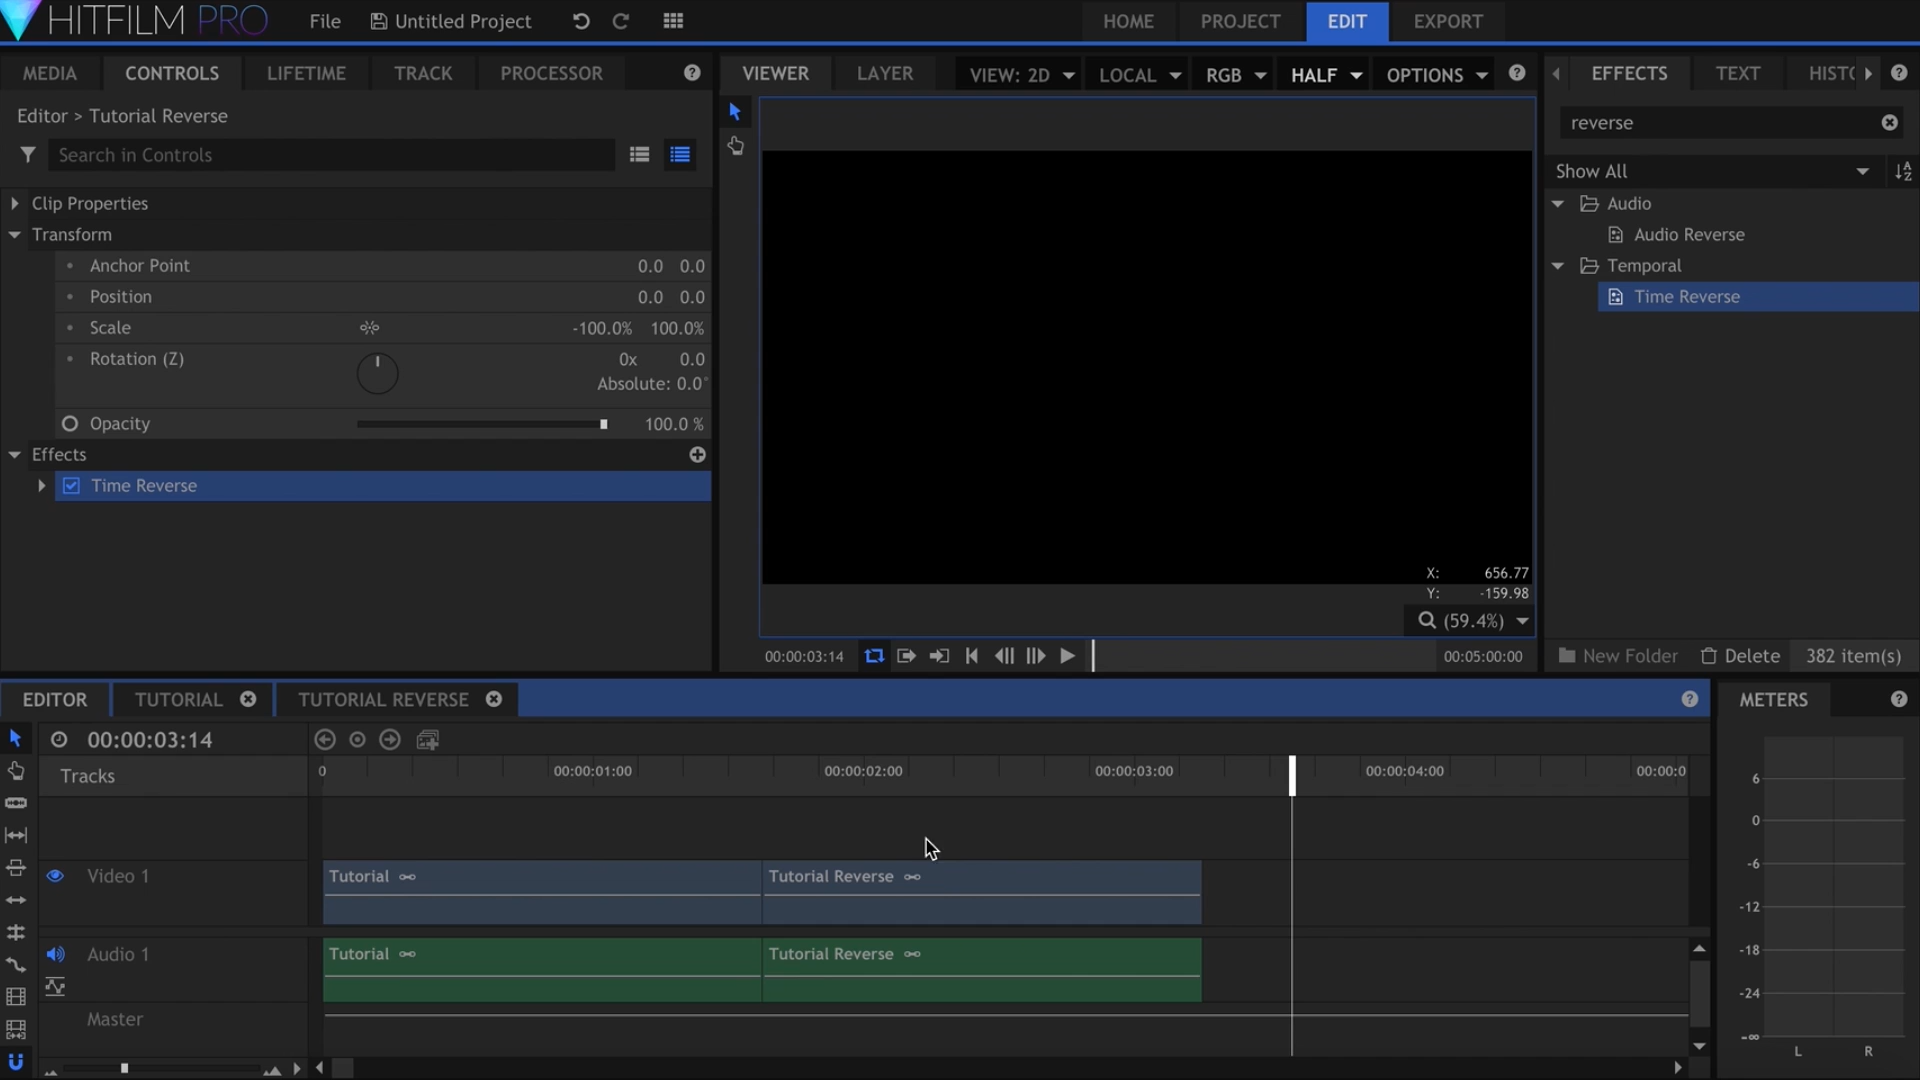 HITFILM PRO
File
Untitled Project
HOME
PROJECT
EDIT
EXPORT
MEDIA
CONTROLS
LIFETIME
TRACK
PROCESSOR
Editor > Tutorial Reverse
Search in Controls
Clip Properties
Transform
Anchor Point 0.0 0.0
Position 0.0 0.0
Scale -100.0% 100.0%
Rotation (Z) 0x 0.0
Absolute: 0.0°
Opacity 100.0 %
Effects
Time Reverse
VIEWER
LAYER
VIEW: 2D
LOCAL
RGB
HALF
OPTIONS
X: 656.77
Y: -159.98
(59.4%)
00:00:03:14
00:05:00:00
EFFECTS
TEXT
HISTO
reverse
Show All
Audio
Audio Reverse
Temporal
Time Reverse
New Folder
Delete
382 item(s)
EDITOR
TUTORIAL
TUTORIAL REVERSE
00:00:03:14
Tracks
0
00:00:01:00
00:00:02:00
00:00:03:00
00:00:04:00
00:00:0
Video 1
Tutorial
Tutorial Reverse
Audio 1
Tutorial
Tutorial Reverse
Master
METERS
6
0
-6
-12
-18
-24
-∞
L R